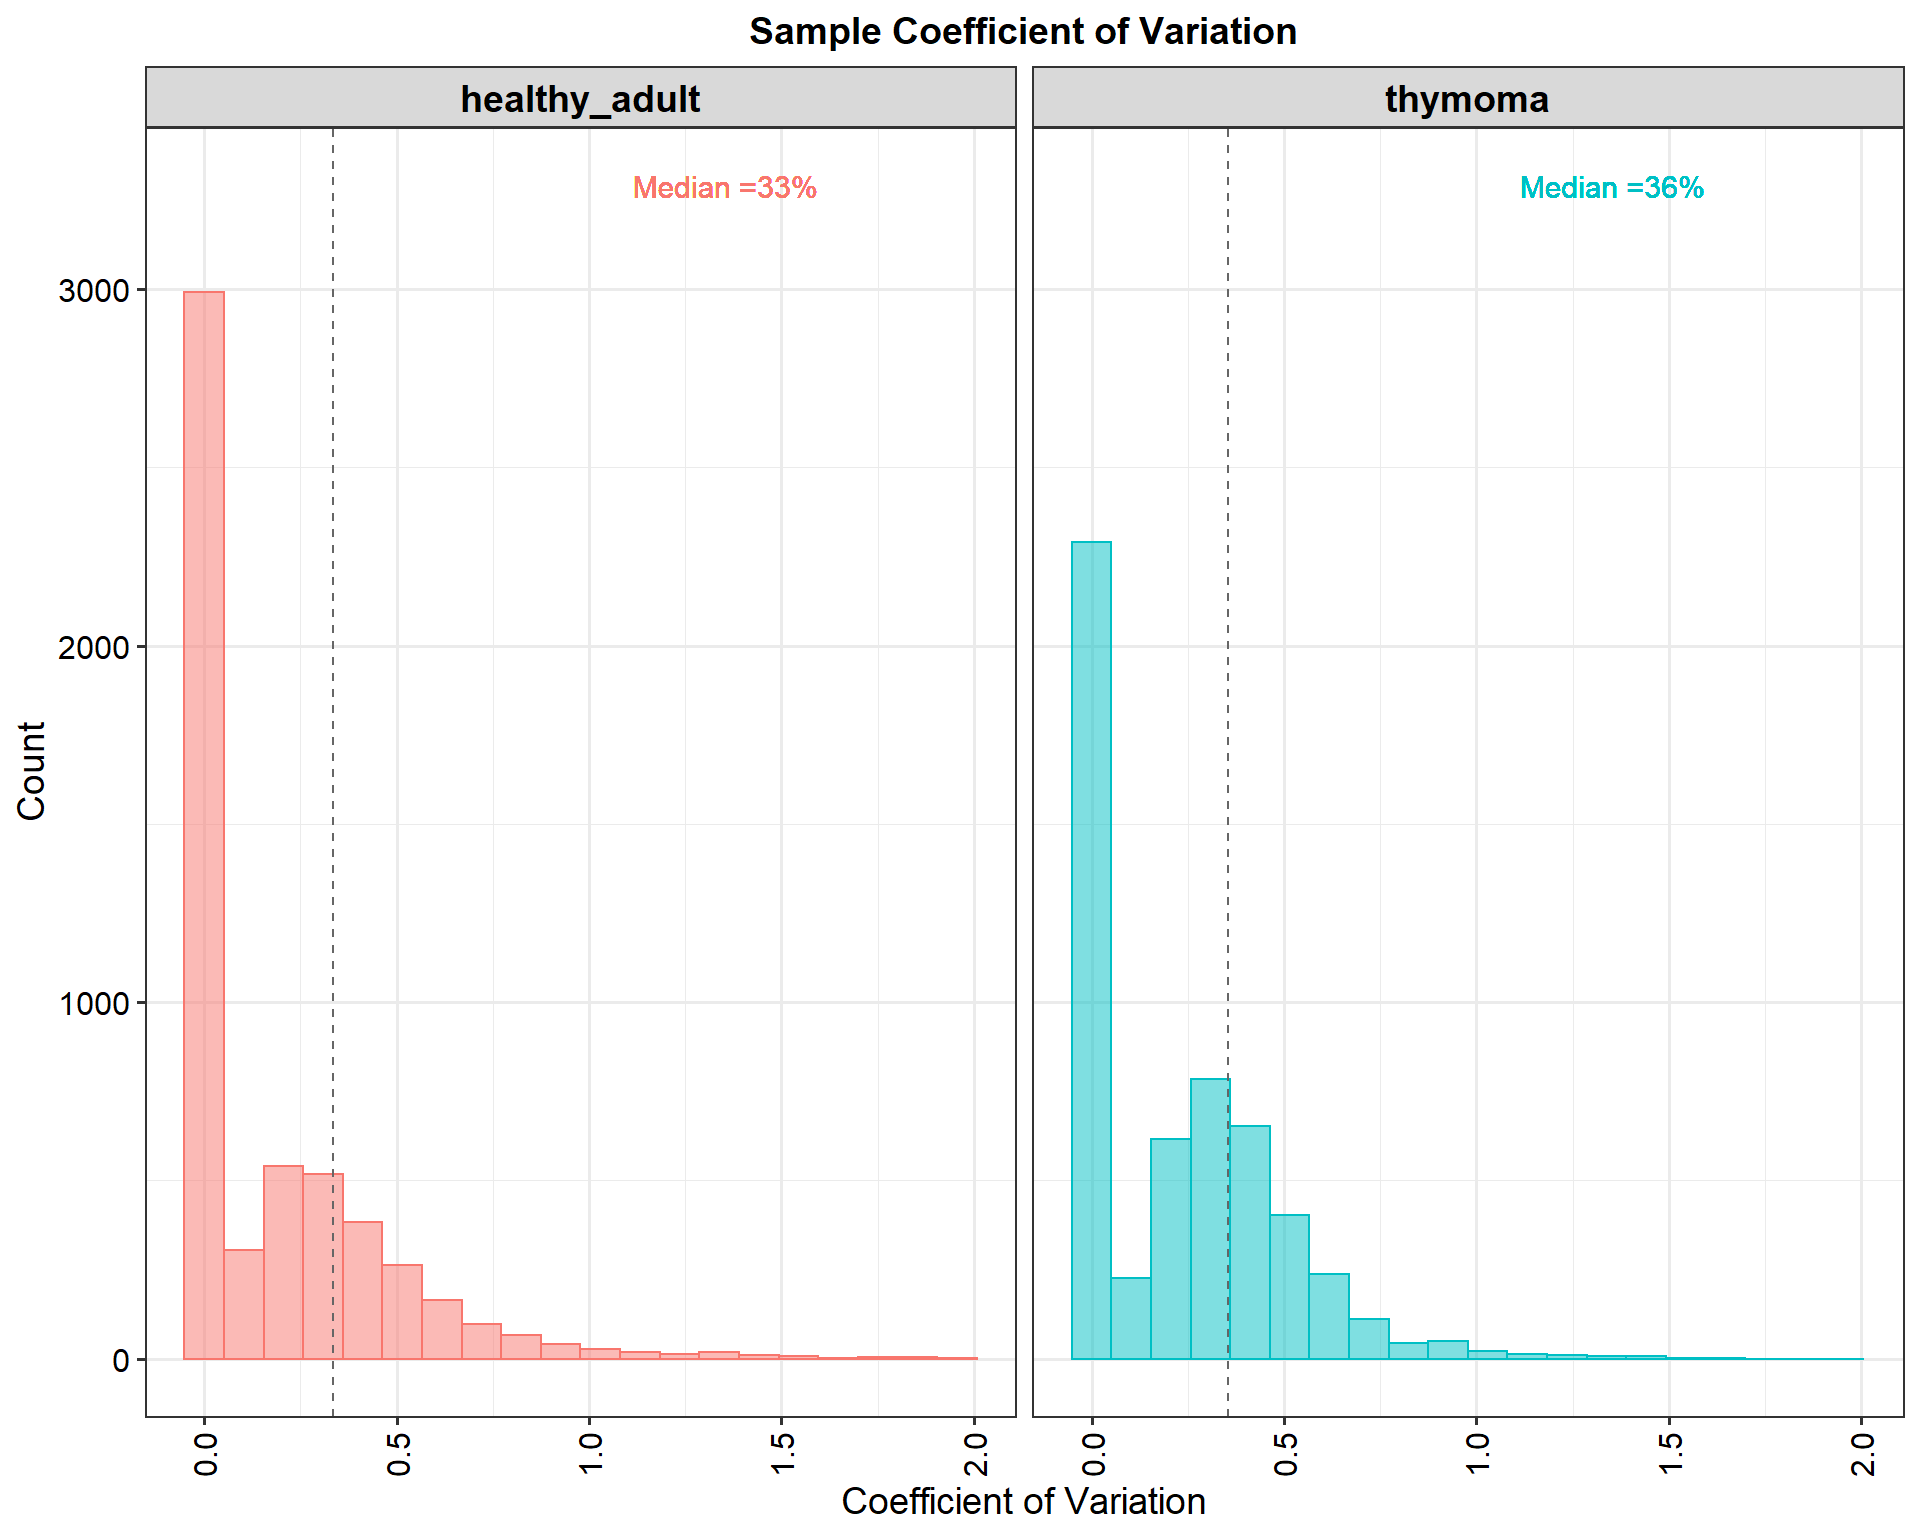 Sample Coefficient of Variation
healthy_adult
thymoma
Median =33%
Median =36%
Count
3000
2000
1000
0
0.0
0.5
1.0
1.5
2.0
0.0
0.5
1.0
1.5
2.0
Coefficient of Variation